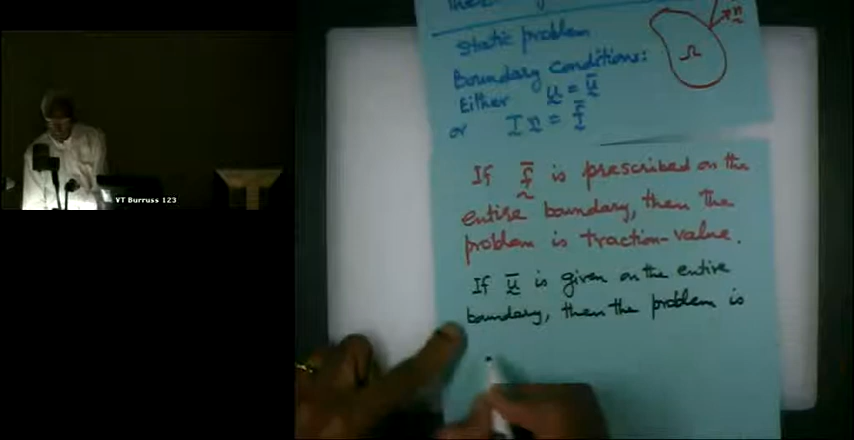 static problem
Boundary conditions:
Either ṵ = ṵ̄
or T̰ n̰ = f̰̄
Ω
n̰
If f̰̄ is prescribed on the
entire boundary, then the
problem is traction-value.
If ṵ̄ is given on the entire
boundary, then the problem is
VT Burruss 123